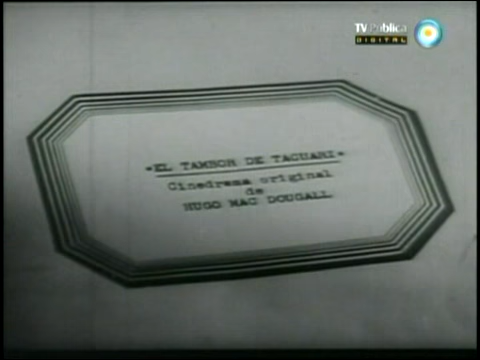 TV Pública
DIGITAL
«EL TAMBOR DE TACUARI»
Cinedrama original
de
HUGO MAC DOUGALL